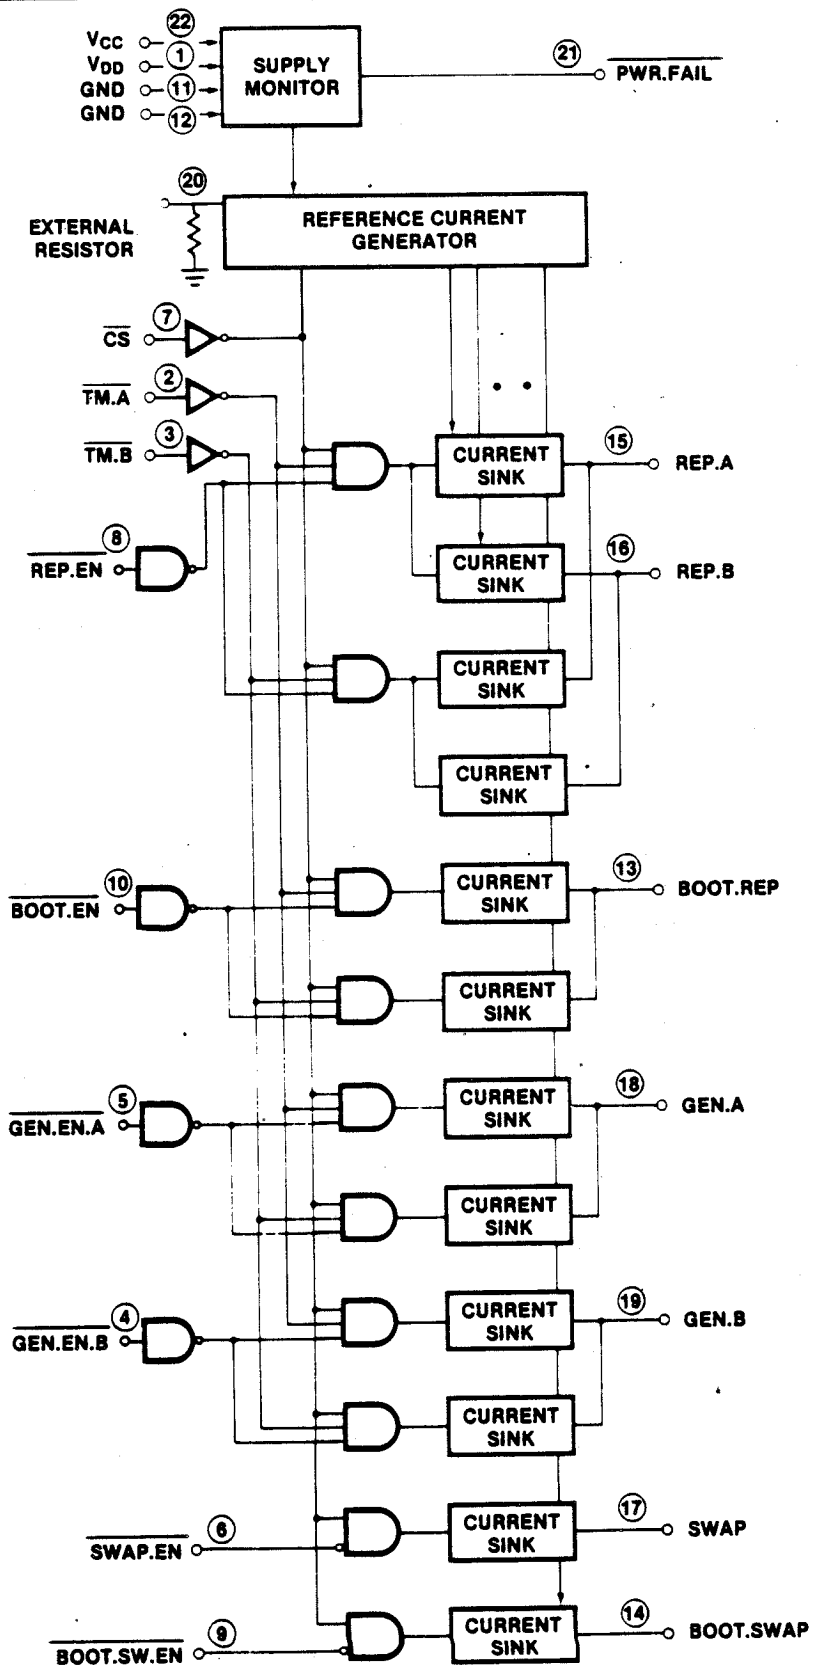 22
VCC
1
VDD
SUPPLY
MONITOR
21
PWR.FAIL
GND
11
GND
12
20
EXTERNAL
RESISTOR
REFERENCE CURRENT
GENERATOR
7
CS
2
TM.A
3
TM.B
CURRENT
SINK
15
REP.A
8
REP.EN
CURRENT
SINK
16
REP.B
CURRENT
SINK
CURRENT
SINK
10
BOOT.EN
CURRENT
SINK
13
BOOT.REP
CURRENT
SINK
5
GEN.EN.A
CURRENT
SINK
18
GEN.A
CURRENT
SINK
4
GEN.EN.B
CURRENT
SINK
19
GEN.B
CURRENT
SINK
6
SWAP.EN
CURRENT
SINK
17
SWAP
9
BOOT.SW.EN
CURRENT
SINK
14
BOOT.SWAP